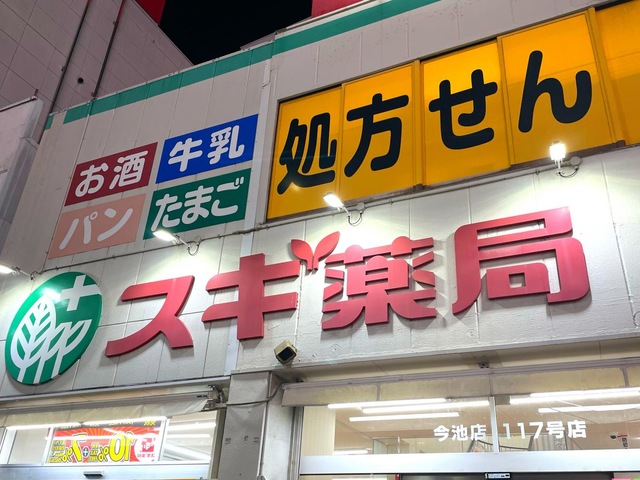 処方せん
お酒
牛乳
パン
たまご
スギ薬局
今池店 117号店